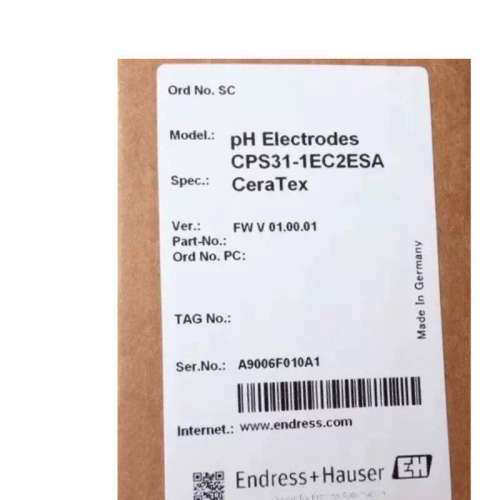 Ord No. SC
Model.: pH Electrodes
CPS31-1EC2ESA
Spec.: CeraTex
Ver.: FW V 01.00.01
Part-No.:
Ord No. PC:
Made In Germany
TAG No.:
Ser.No.: A9006F010A1
Internet.: www.endress.com
Endress+Hauser EH